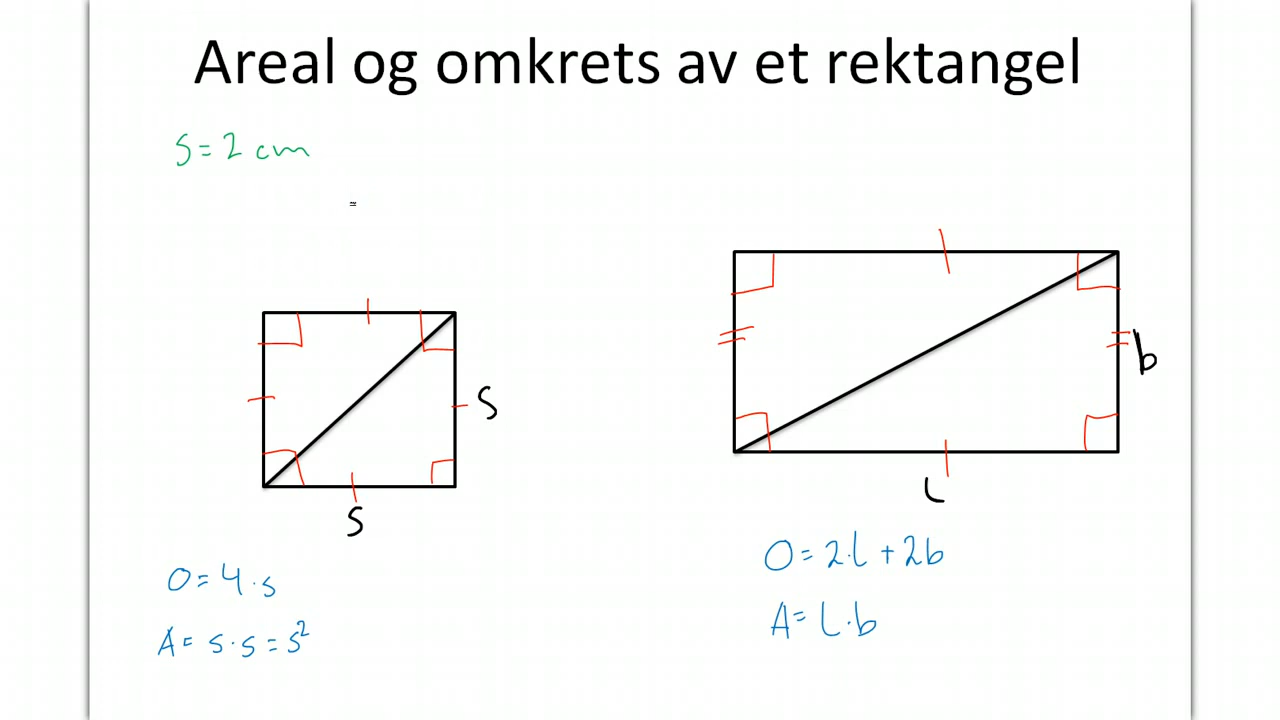 Areal og omkrets av et rektangel
S = 2 cm
S
S
O = 4 · s
A = s · s = s²
b
L
O = 2 · l + 2b
A = l · b